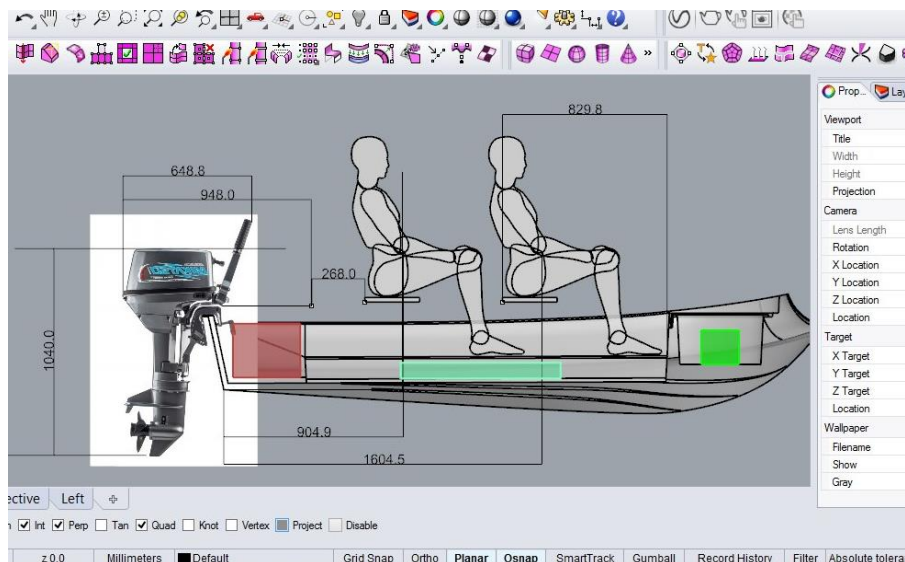 829.8
648.8
948.0
268.0
1040.0
904.9
1604.5
Prop...
Lay
Viewport
Title
Width
Height
Projection
Camera
Lens Length
Rotation
X Location
Y Location
Z Location
Location
Target
X Target
Y Target
Z Target
Location
Wallpaper
Filename
Show
Gray
ective Left
Int Perp Tan Quad Knot Vertex Project Disable
z 0.0 Millimeters Default Grid Snap Ortho Planar Osnap SmartTrack Gumball Record History Filter Absolute tolera